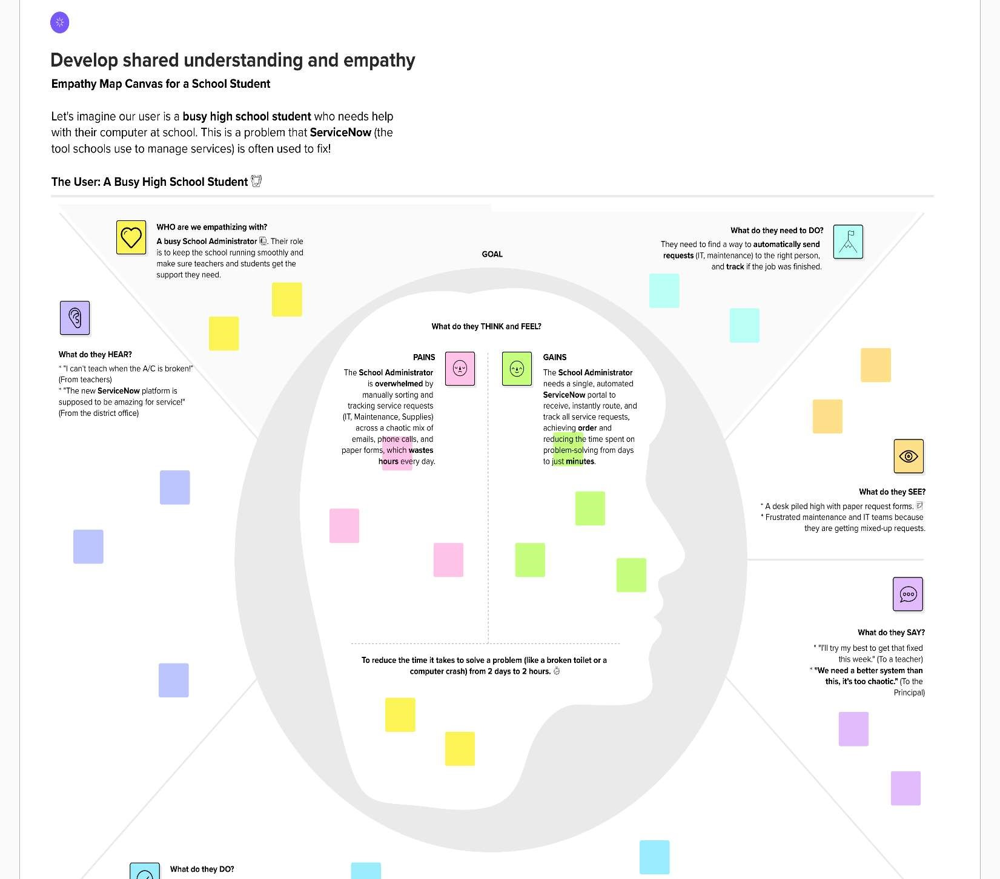 Develop shared understanding and empathy
Empathy Map Canvas for a School Student
Let's imagine our user is a busy high school student who needs help
with their computer at school. This is a problem that ServiceNow (the
tool schools use to manage services) is often used to fix!
The User: A Busy High School Student
WHO are we empathizing with?
A busy School Administrator . Their role
is to keep the school running smoothly and
make sure teachers and students get the
support they need.
What do they need to DO?
They need to find a way to automatically send
requests (IT, maintenance) to the right person,
and track if the job was finished.
GOAL
What do they HEAR?
* "I can't teach when the A/C is broken!"
(From teachers)
* "The new ServiceNow platform is
supposed to be amazing for service!"
(From the district office)
What do they THINK and FEEL?
PAINS
The School Administrator
is overwhelmed by
manually sorting and
tracking service requests
(IT, Maintenance, Supplies)
across a chaotic mix of
emails, phone calls, and
paper forms, which wastes
hours every day.
GAINS
The School Administrator
needs a single, automated
ServiceNow portal to
receive, instantly route, and
track all service requests,
achieving order and
reducing the time spent on
problem-solving from days
to just minutes.
What do they SEE?
* A desk piled high with paper request forms.
* Frustrated maintenance and IT teams because
they are getting mixed-up requests.
What do they SAY?
* "I'll try my best to get that fixed
this week." (To a teacher)
* "We need a better system than
this, it's too chaotic." (To the
Principal)
To reduce the time it takes to solve a problem (like a broken toilet or a
computer crash) from 2 days to 2 hours.
What do they DO?